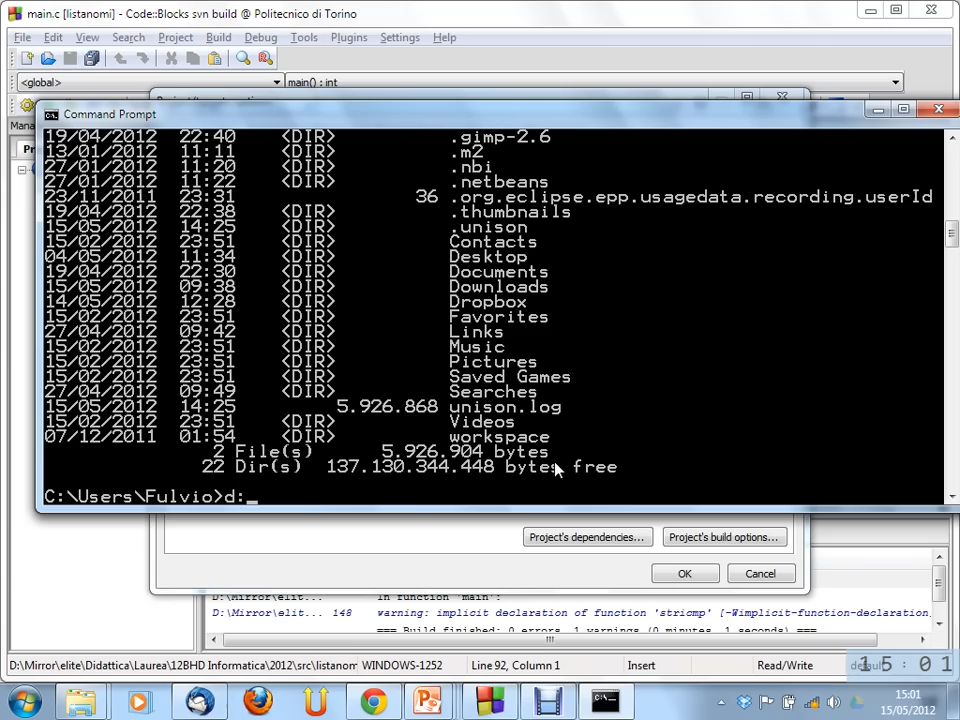 main.c [listanomi] - Code::Blocks svn build @ Politecnico di Torino
File Edit View Search Project Build Debug Tools Plugins Settings Help
<global> main() : int
Command Prompt
19/04/2012 22:40 <DIR> .gimp-2.6
13/01/2012 11:11 <DIR> .m2
27/01/2012 11:20 <DIR> .nbi
27/01/2012 11:22 <DIR> .netbeans
23/11/2011 23:31 36 .org.eclipse.epp.usagedata.recording.userId
19/04/2012 22:38 <DIR> .thumbnails
15/05/2012 14:25 <DIR> .unison
15/02/2012 23:51 <DIR> Contacts
04/05/2012 11:34 <DIR> Desktop
19/04/2012 22:30 <DIR> Documents
15/05/2012 09:38 <DIR> Downloads
14/05/2012 12:28 <DIR> Dropbox
15/02/2012 23:51 <DIR> Favorites
27/04/2012 09:42 <DIR> Links
15/02/2012 23:51 <DIR> Music
15/02/2012 23:51 <DIR> Pictures
15/02/2012 23:51 <DIR> Saved Games
27/04/2012 09:49 <DIR> Searches
15/05/2012 14:25 5.926.868 unison.log
15/02/2012 23:51 <DIR> Videos
07/12/2011 01:54 <DIR> workspace
2 File(s) 5.926.904 bytes
22 Dir(s) 137.130.344.448 bytes free
C:\Users\Fulvio>d:_
Project's dependencies... Project's build options...
OK Cancel
D:\Mirror\elit... In function 'main':
D:\Mirror\elit... 148 warning: implicit declaration of function 'stricmp' [-Wimplicit-function-declaration
=== Build finished: 0 errors, 1 warnings (0 minutes, 1 seconds) ===
D:\Mirror\elite\Didattica\Laurea\12BHD Informatica\2012\src\listanom WINDOWS-1252 Line 92, Column 1 Insert Read/Write default
15:01
15:01
15/05/2012